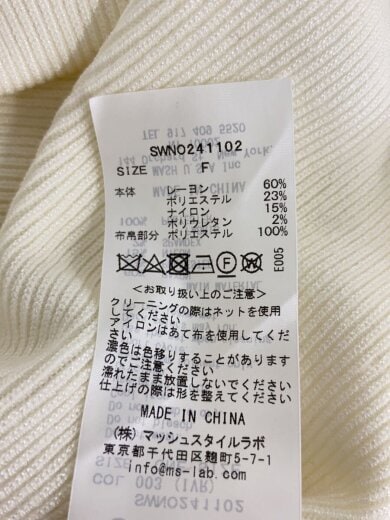 SWNO241102
SIZE F
本体 レーヨン 60%
ポリエステル 23%
ナイロン 15%
ポリウレタン 2%
布帛部分 ポリエステル 100%
E005
<お取り扱い上のご注意>
クリーニングの際はネットを使用
してください
アイロンはあて布を使用してくだ
さい
濃色は色移りすることがあります
のでご注意ください
濡れたまま放置しないでください
仕上げの際は形を整えてください
MADE IN CHINA
(株) マッシュスタイルラボ
東京都千代田区麹町5-7-1
info@ms-lab.com